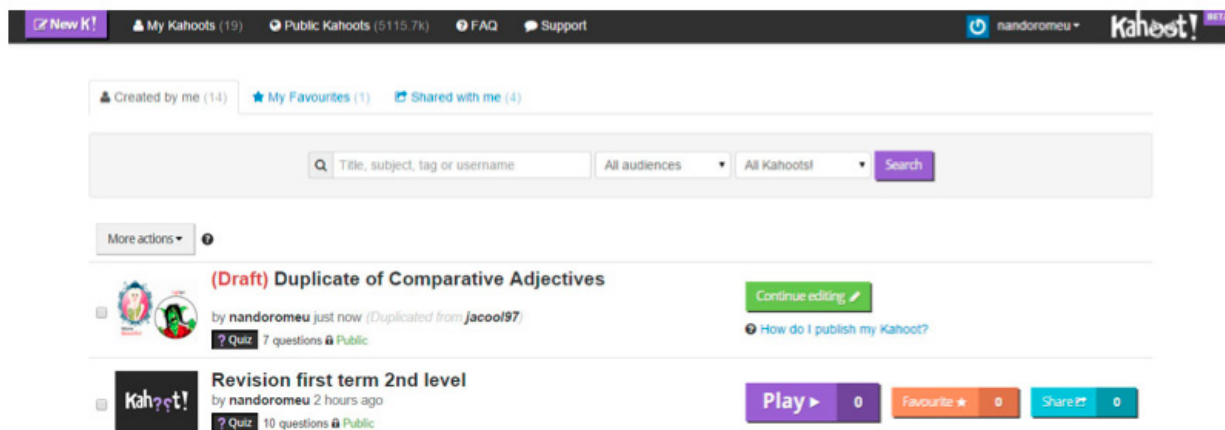 New K! My Kahoots (19) Public Kahoots (5115.7k) FAQ Support nandoromeu Kahoot! BETA
Created by me (14) My Favourites (1) Shared with me (4)
Title, subject, tag or username All audiences All Kahoots! Search
More actions
(Draft) Duplicate of Comparative Adjectives
Continue editing
by nandoromeu just now (Duplicated from jacool97)
How do I publish my Kahoot?
? Quiz 7 questions Public
Kahoot!
Revision first term 2nd level
by nandoromeu 2 hours ago
Play 0 Favourite 0 Share 0
? Quiz 10 questions Public